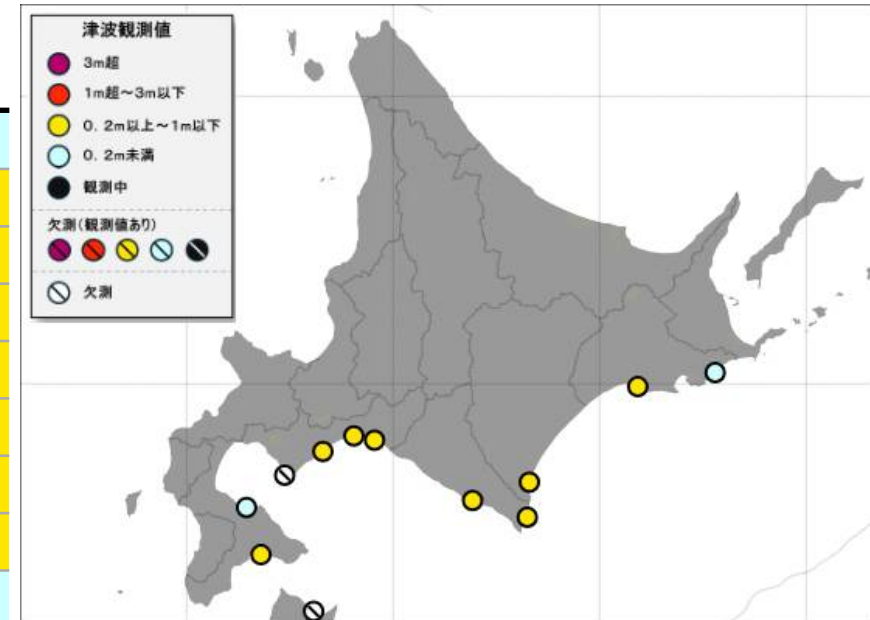 津波観測値
3m超
1m超～3m以下
0. 2m以上～1m以下
0. 2m未満
観測中
欠測(観測値あり)
欠測